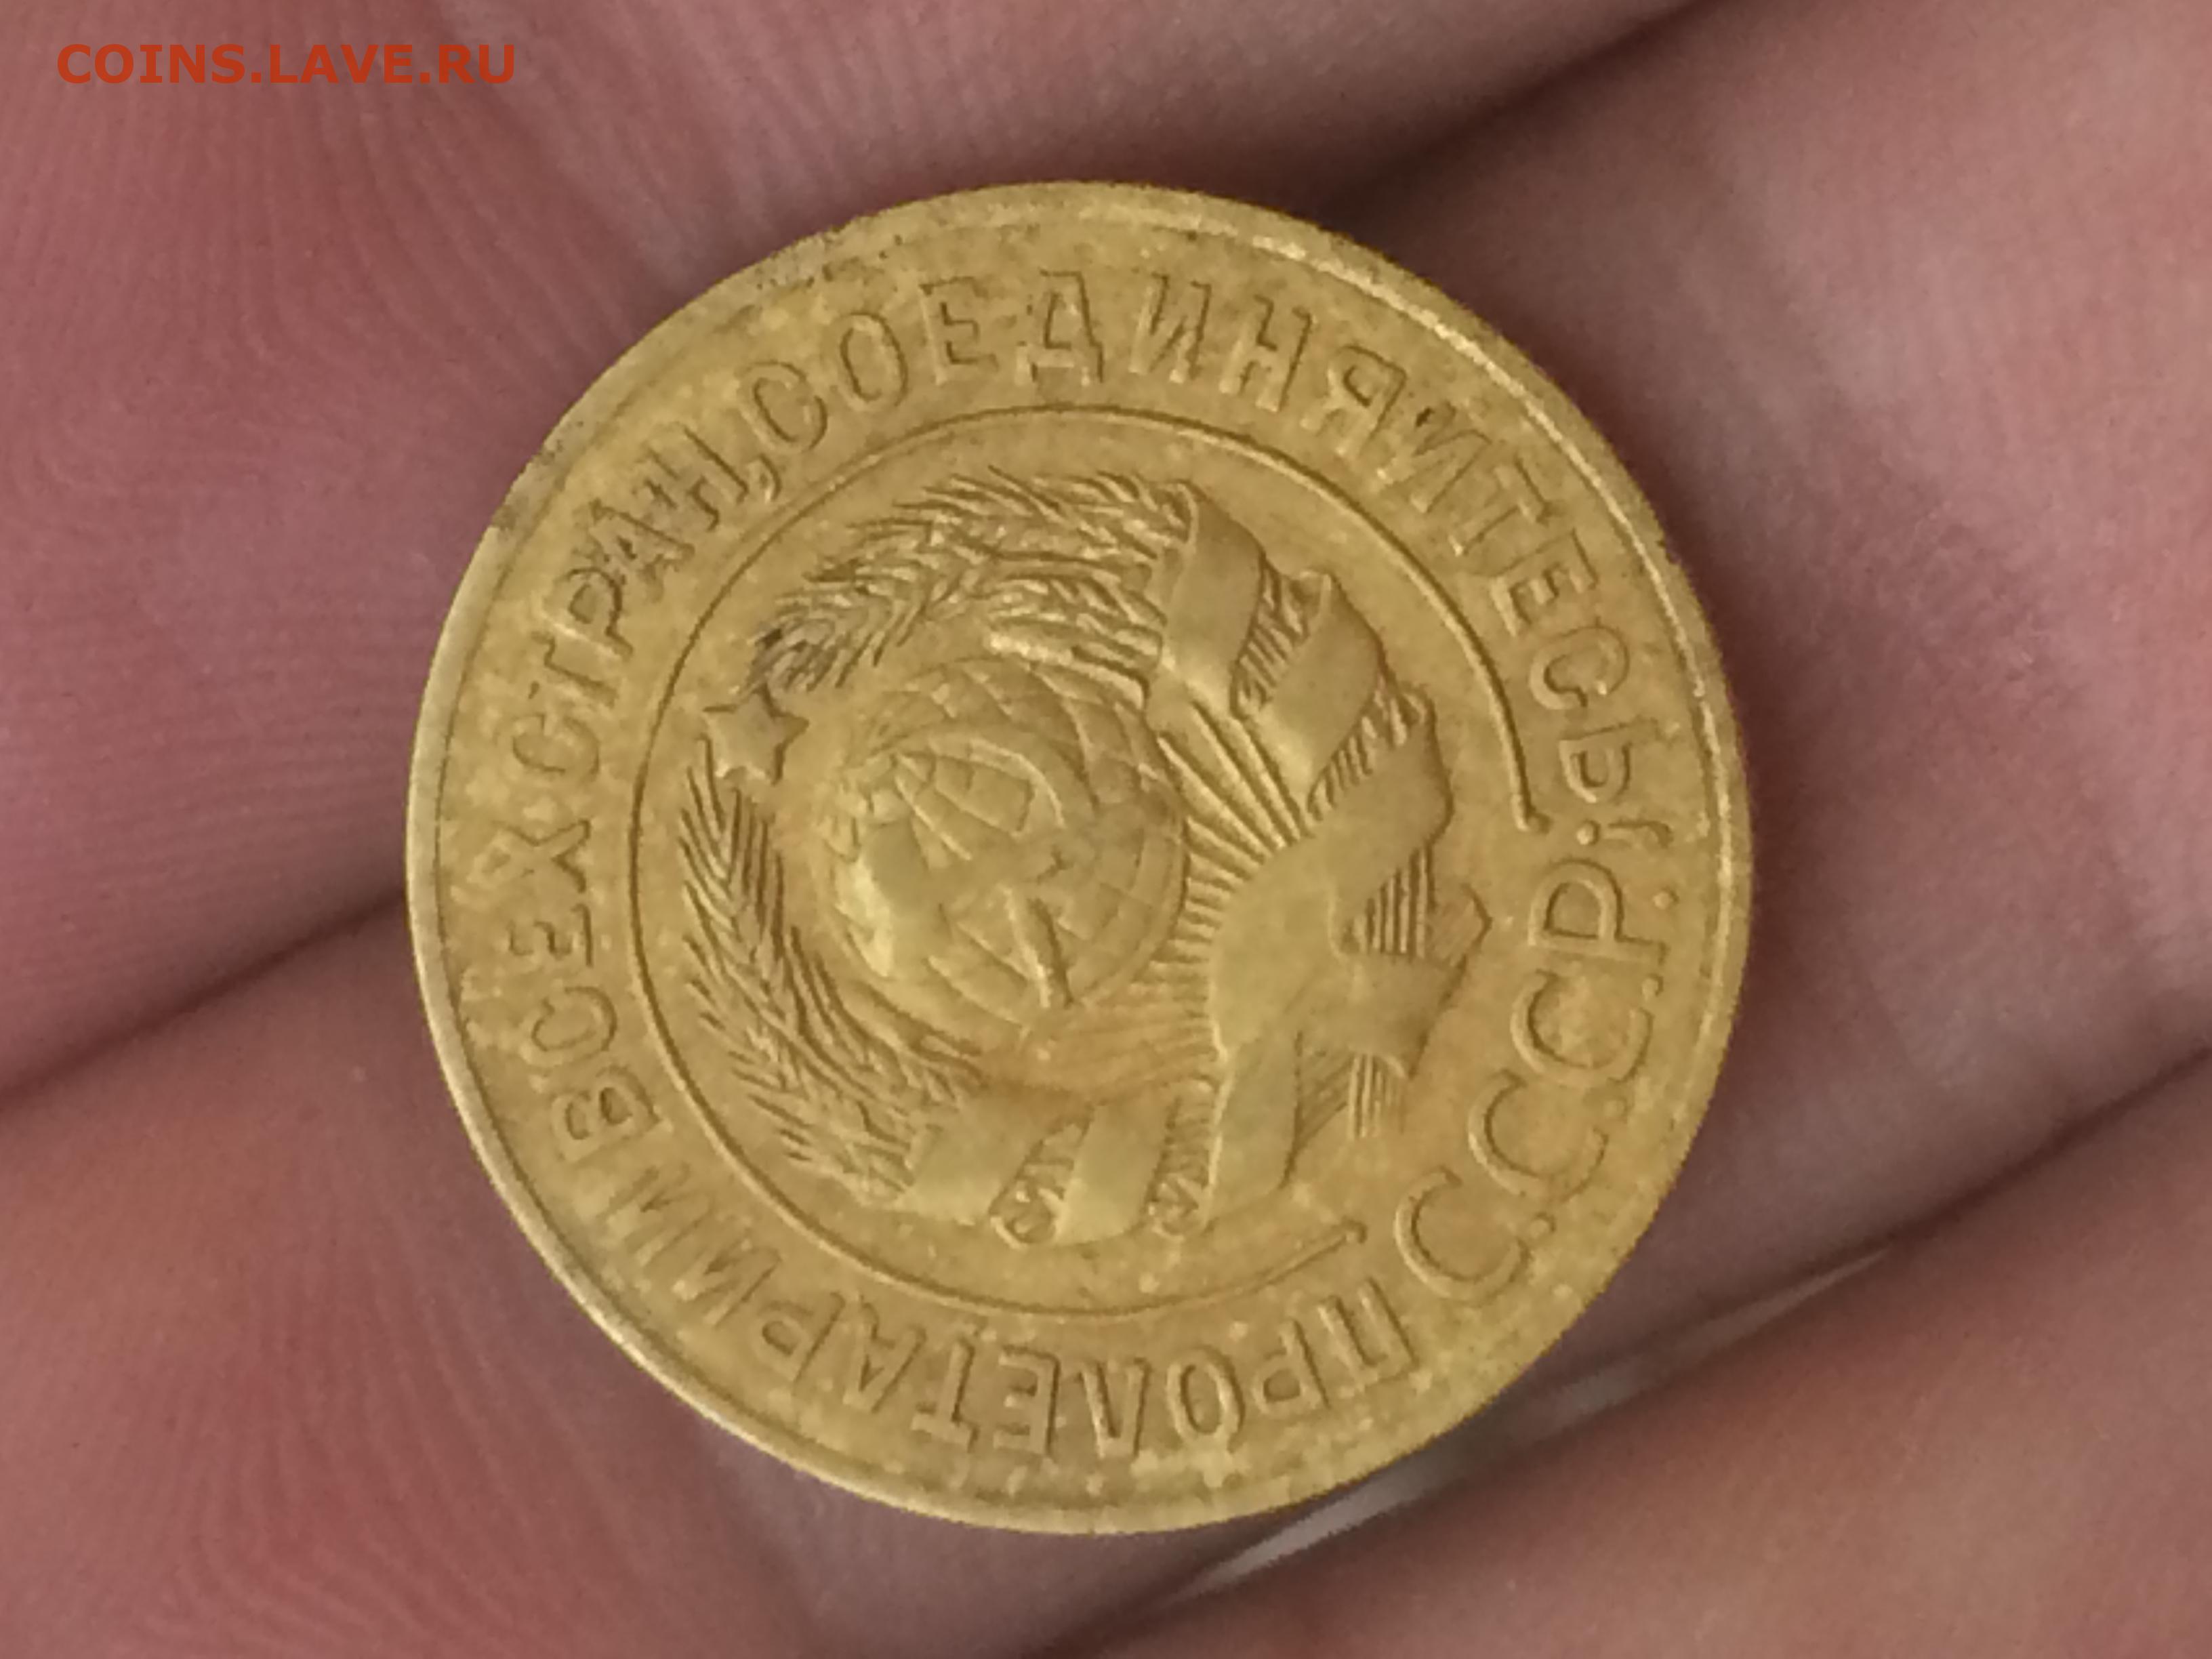 COINS.LAVE.RU
ПРОЛЕТАРИИ ВСЕХ СТРАН, СОЕДИНЯЙТЕСЬ!
С.С.С.Р.